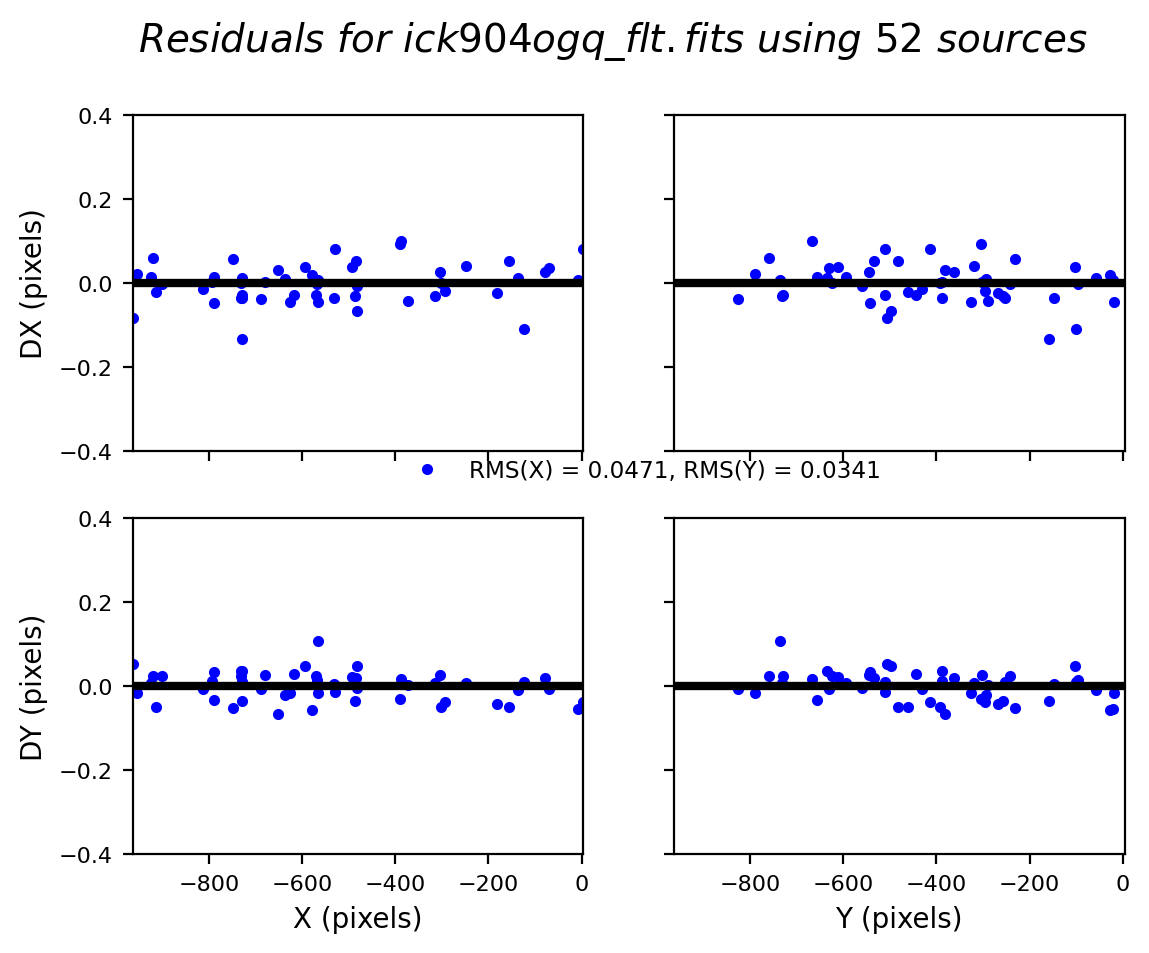 Residuals for ick904ogq_flt.fits using 52 sources
0.4
0.2
0.0
−0.2
−0.4
DX (pixels)
RMS(X) = 0.0471, RMS(Y) = 0.0341
0.4
0.2
0.0
−0.2
−0.4
DY (pixels)
−800 −600 −400 −200 0
−800 −600 −400 −200 0
X (pixels)
Y (pixels)